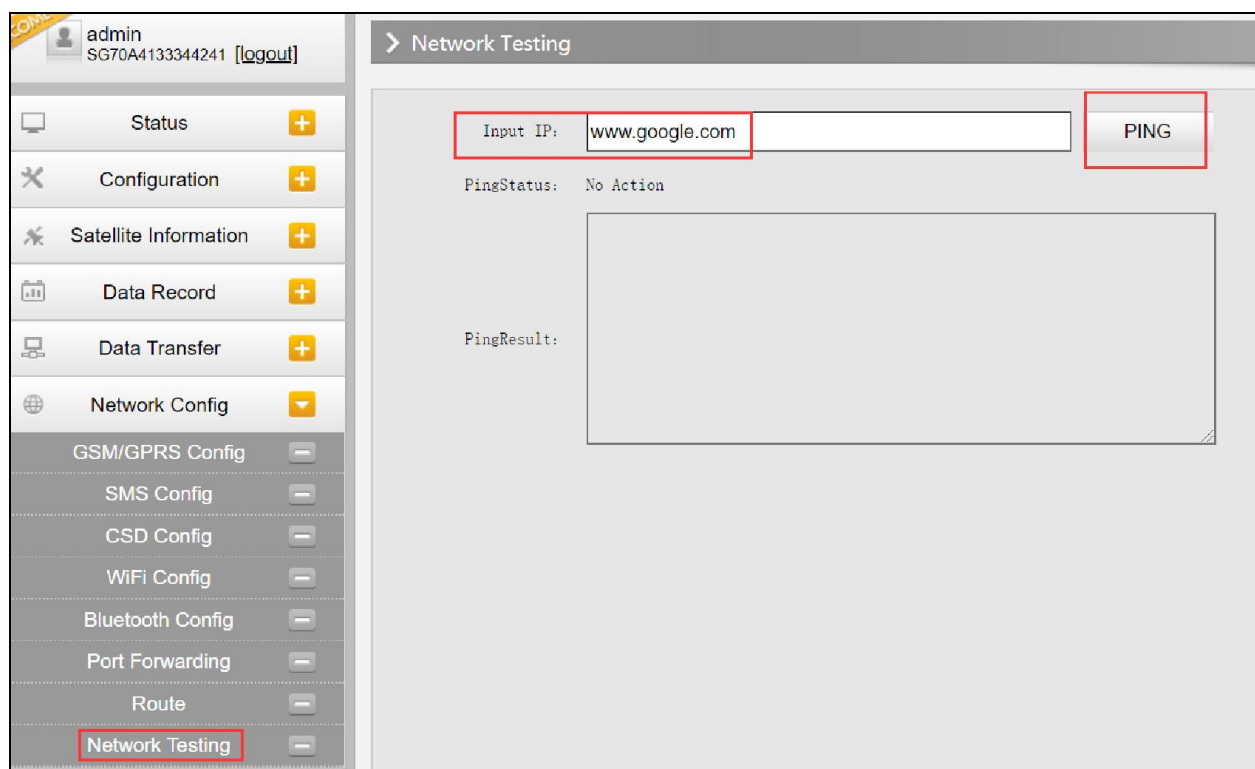 COME
admin
SG70A4133344241 [logout]
Status
Configuration
Satellite Information
Data Record
Data Transfer
Network Config
GSM/GPRS Config
SMS Config
CSD Config
WiFi Config
Bluetooth Config
Port Forwarding
Route
Network Testing
Network Testing
Input IP: www.google.com PING
PingStatus: No Action
PingResult: